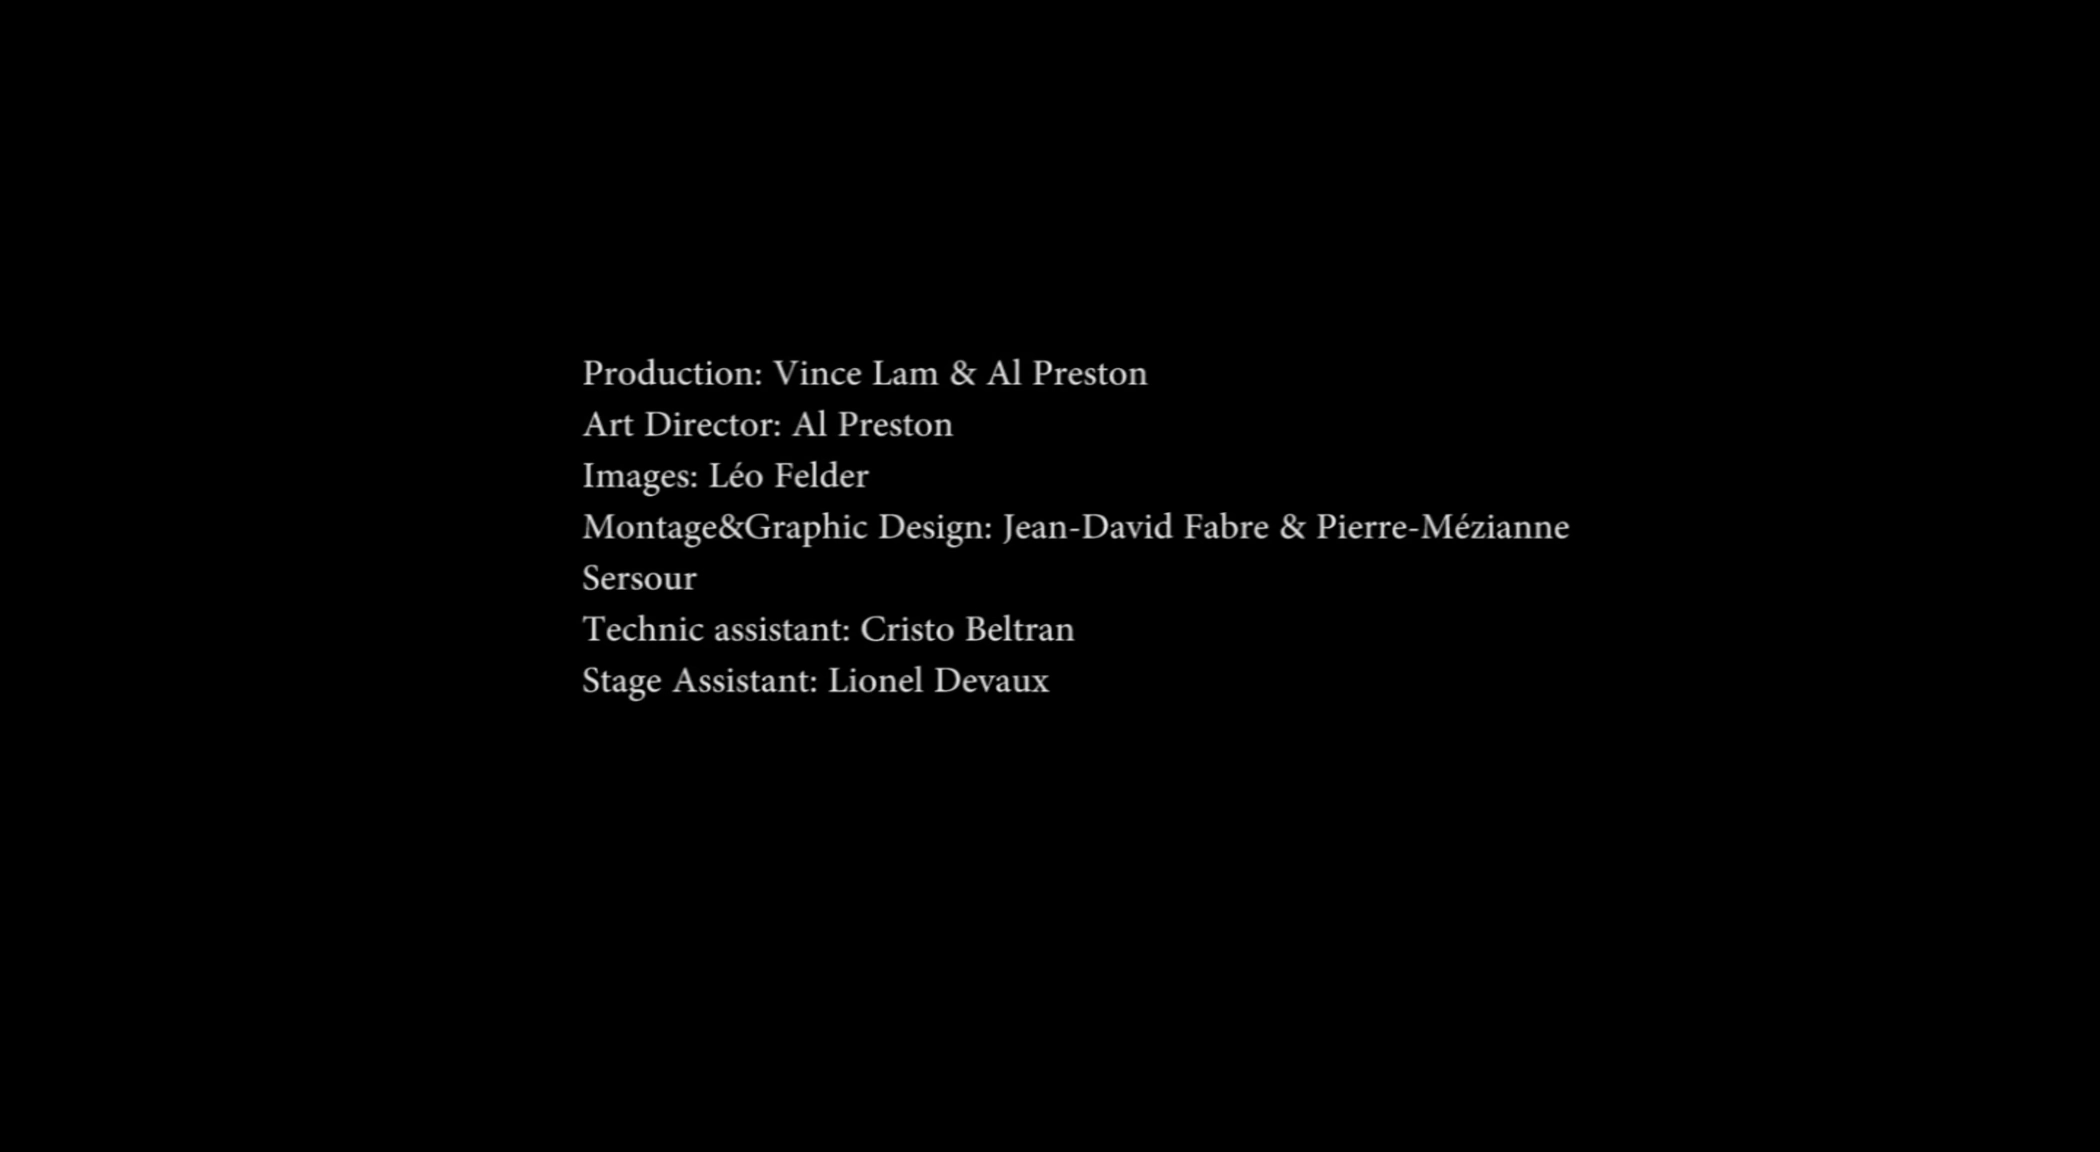 Production: Vince Lam & Al Preston
Art Director: Al Preston
Images: Léo Felder
Montage&Graphic Design: Jean-David Fabre & Pierre-Mézianne
Sersour
Technic assistant: Cristo Beltran
Stage Assistant: Lionel Devaux